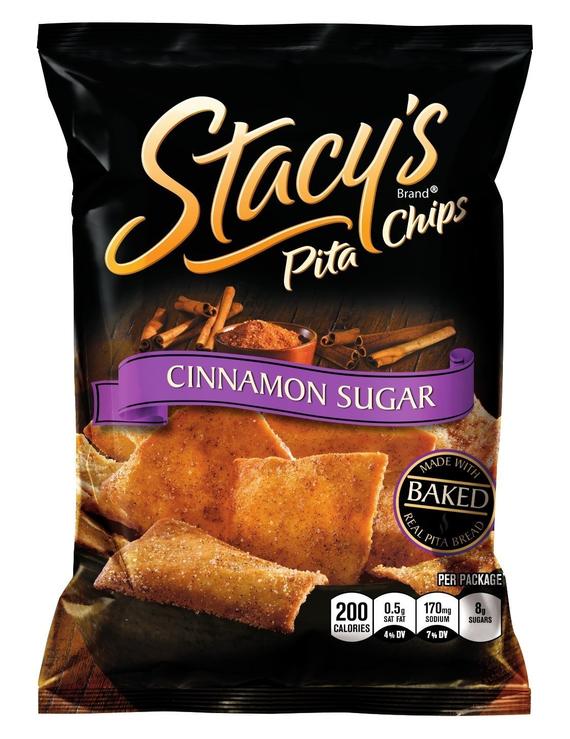 Stacy's
Brand®
Pita Chips
CINNAMON SUGAR
MADE WITH
BAKED
REAL PITA BREAD
PER PACKAGE
200 CALORIES
0.5g SAT FAT 4% DV
170mg SODIUM 7% DV
8g SUGARS